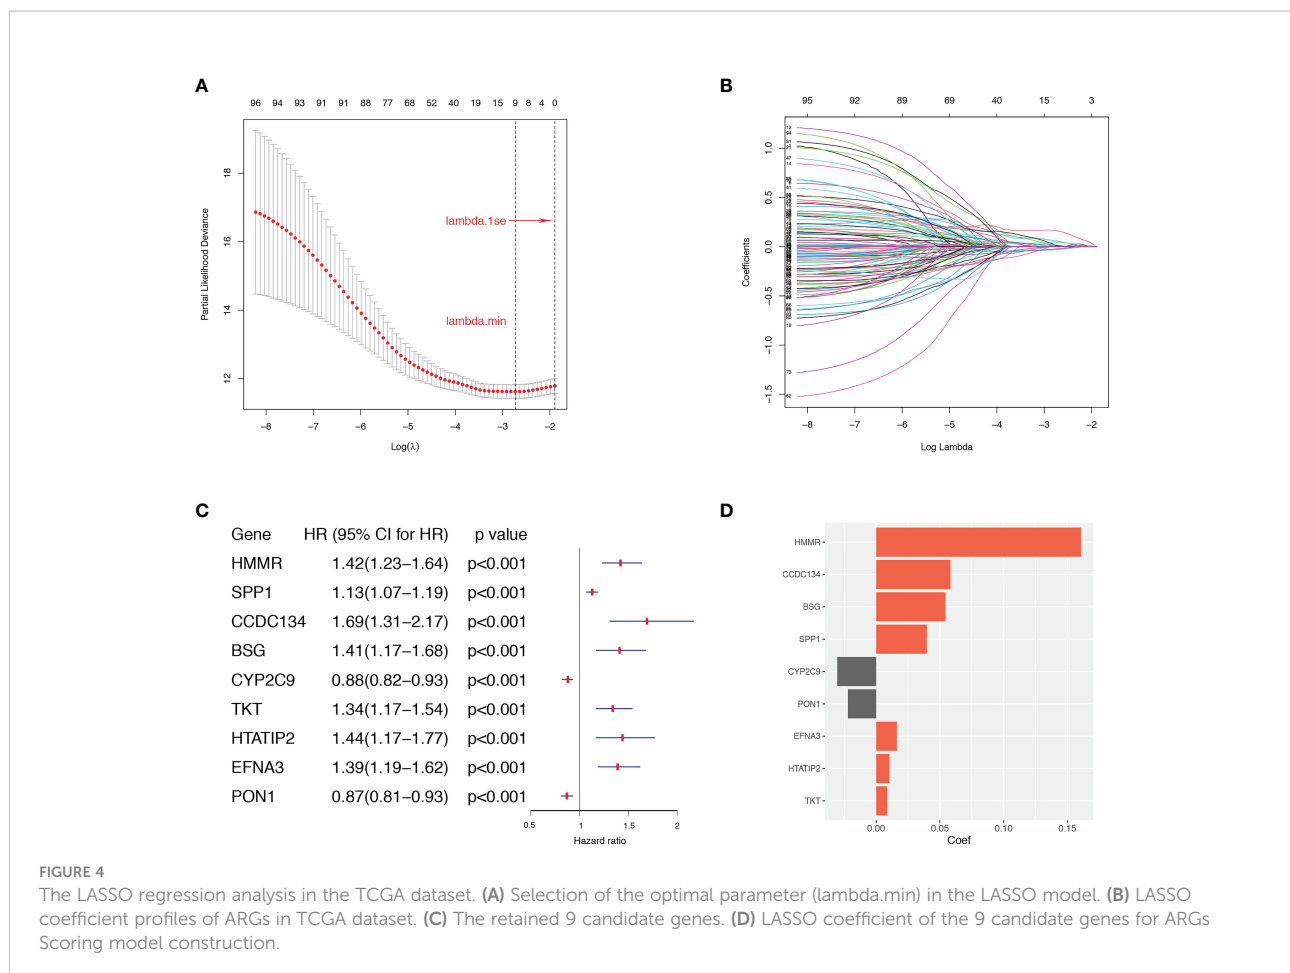 A
96 94 93 91 91 88 77 68 52 40 19 15 9 8 4 0
Partial Likelihood Deviance
18
16
14
12
lambda.1se
lambda.min
−8 −7 −6 −5 −4 −3 −2
Log(λ)
B
95 92 89 69 40 15 3
Coefficients
1.0
0.5
0.0
−0.5
−1.0
−1.5
12
94
47
14
41
18
70
62
−8 −7 −6 −5 −4 −3 −2
Log Lambda
C
Gene HR (95% CI for HR) p value
HMMR 1.42(1.23−1.64) p<0.001
SPP1 1.13(1.07−1.19) p<0.001
CCDC134 1.69(1.31−2.17) p<0.001
BSG 1.41(1.17−1.68) p<0.001
CYP2C9 0.88(0.82−0.93) p<0.001
TKT 1.34(1.17−1.54) p<0.001
HTATIP2 1.44(1.17−1.77) p<0.001
EFNA3 1.39(1.19−1.62) p<0.001
PON1 0.87(0.81−0.93) p<0.001
0.5 1 1.5 2
Hazard ratio
D
HMMR
CCDC134
BSG
SPP1
CYP2C9
PON1
EFNA3
HTATIP2
TKT
0.00 0.05 0.10 0.15
Coef
FIGURE 4
The LASSO regression analysis in the TCGA dataset. (A) Selection of the optimal parameter (lambda.min) in the LASSO model. (B) LASSO
coefficient profiles of ARGs in TCGA dataset. (C) The retained 9 candidate genes. (D) LASSO coefficient of the 9 candidate genes for ARGs
Scoring model construction.